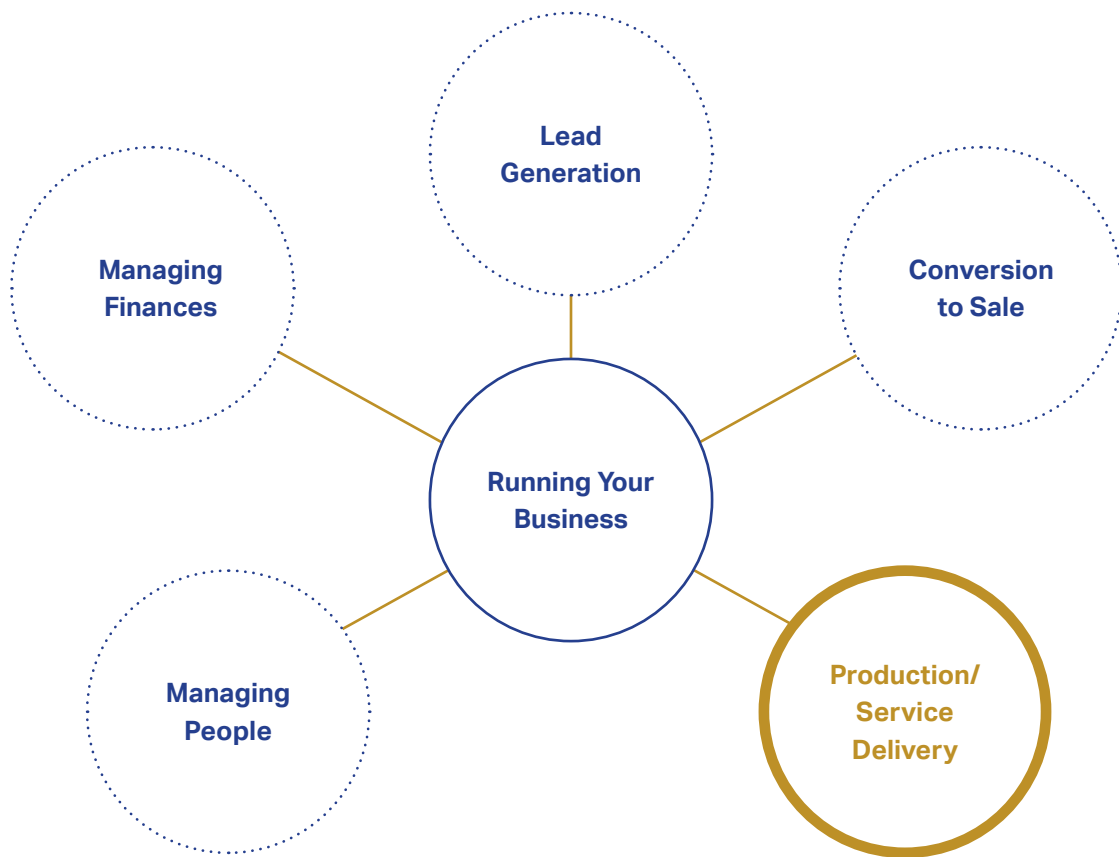 Lead
Generation
Managing
Finances
Conversion
to Sale
Running Your
Business
Managing
People
Production/
Service
Delivery